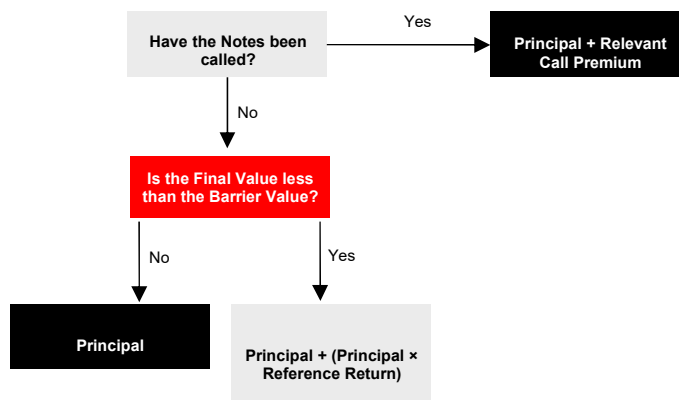 Have the Notes been
called?
Yes
Principal + Relevant
Call Premium
No
Is the Final Value less
than the Barrier Value?
No
Yes
Principal
Principal + (Principal ×
Reference Return)